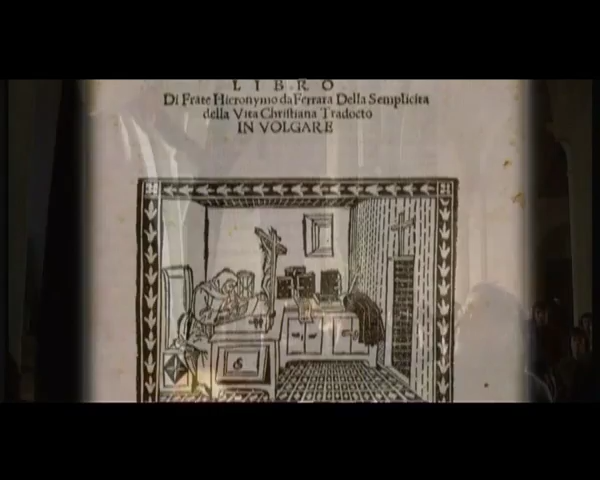 LIBRO
Di Frate Hieronymo da Ferrara Della Semplicita
della Vita Christiana Tradocto
IN VOLGARE